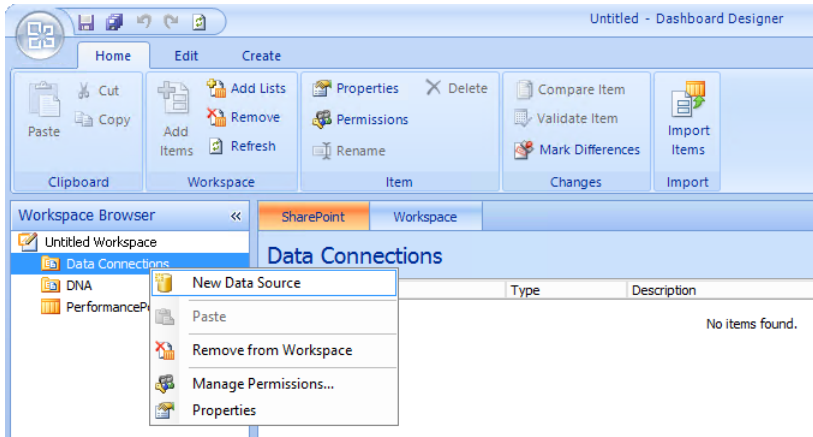 Untitled - Dashboard Designer
Home Edit Create
Paste
Cut
Copy
Clipboard
Add Items
Add Lists
Remove
Refresh
Workspace
Properties
Delete
Permissions
Rename
Item
Compare Item
Validate Item
Mark Differences
Changes
Import Items
Import
Workspace Browser «
SharePoint Workspace
Untitled Workspace
Data Connections
DNA
PerformancePe
Data Connections
Type Description
No items found.
New Data Source
Paste
Remove from Workspace
Manage Permissions...
Properties